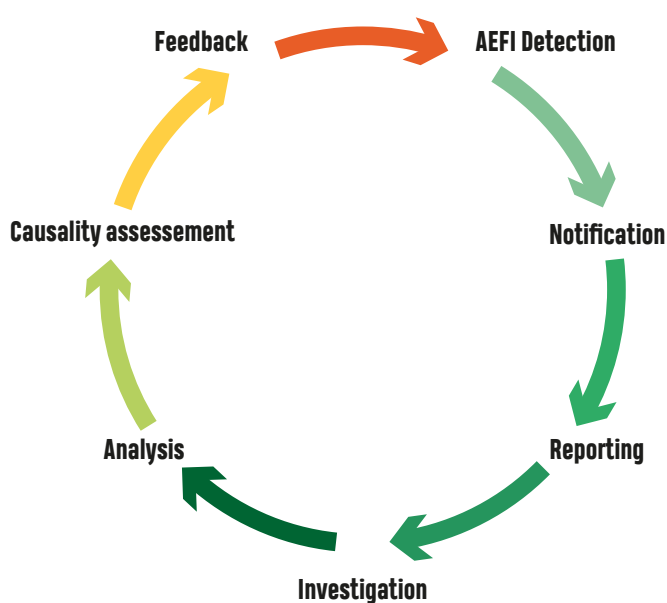 Feedback
AEFI Detection
Notification
Reporting
Investigation
Analysis
Causality assessement